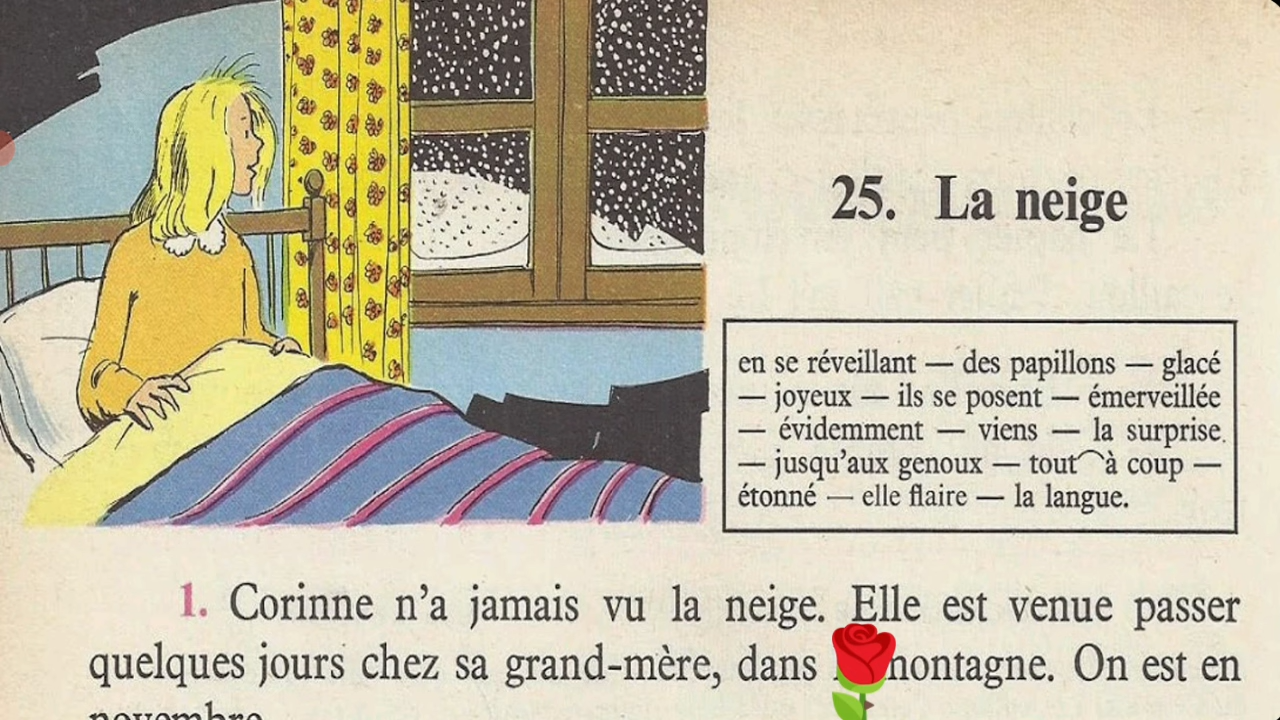 25. La neige
en se réveillant — des papillons — glacé
— joyeux — ils se posent — émerveillée
— évidemment — viens — la surprise.
— jusqu’aux genoux — tout‿à coup —
étonné — elle flaire — la langue.
1. Corinne n’a jamais vu la neige. Elle est venue passer
quelques jours chez sa grand-mère, dans montagne. On est en
novembre